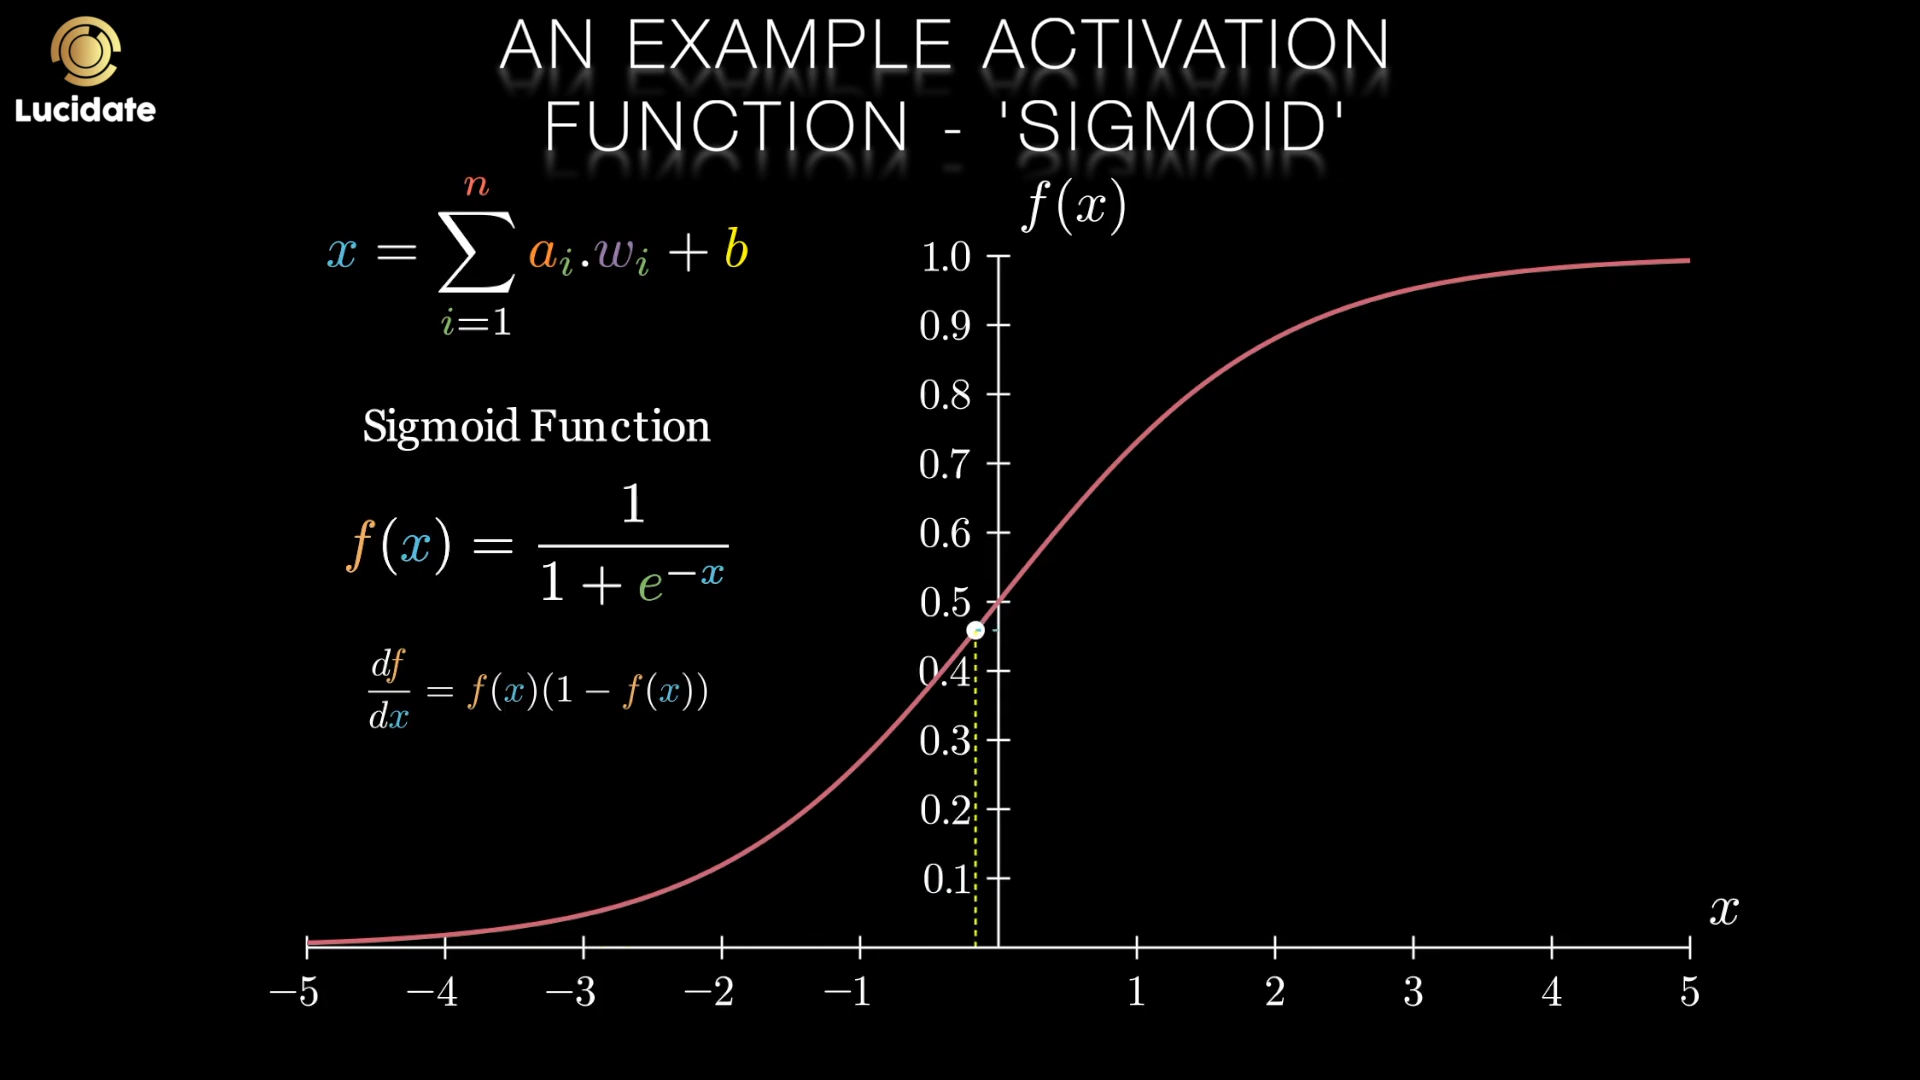 Lucidate
AN EXAMPLE ACTIVATION
FUNCTION - 'SIGMOID'
x = ∑_{i=1}^{n} a_i.w_i + b
Sigmoid Function
f(x) = 1/(1 + e^{-x})
df/dx = f(x)(1 − f(x))
f(x)
1.0
0.9
0.8
0.7
0.6
0.5
0.4
0.3
0.2
0.1
x
−5 −4 −3 −2 −1 1 2 3 4 5